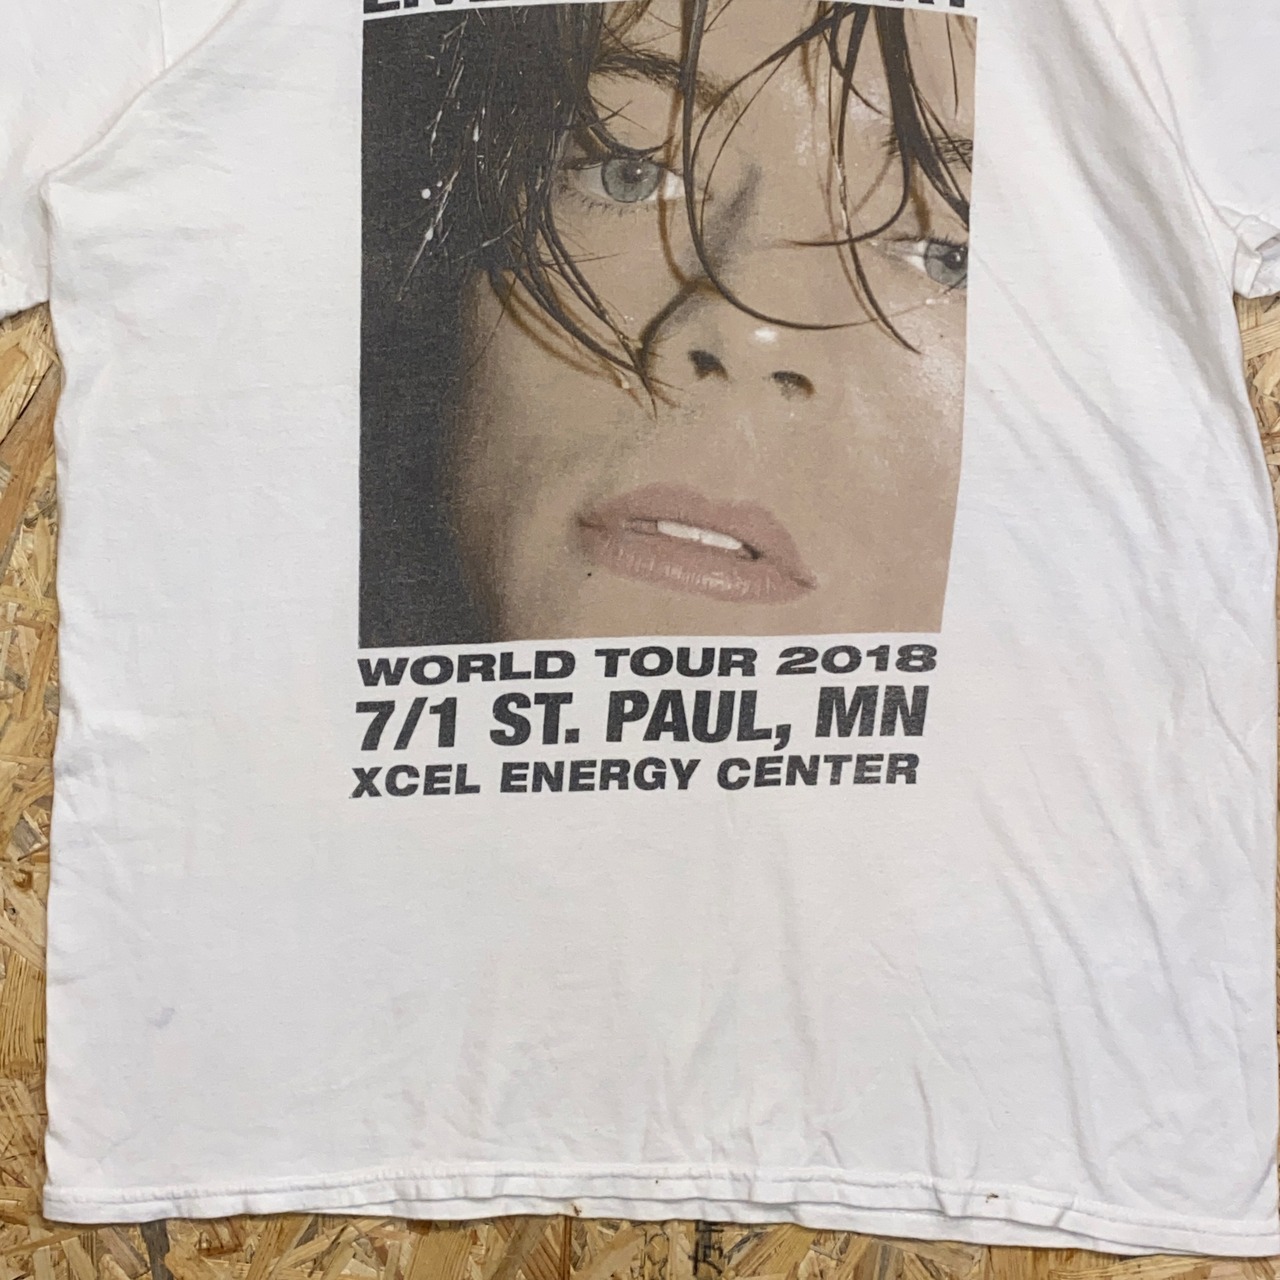 WORLD TOUR 2018
7/1 ST. PAUL, MN
XCEL ENERGY CENTER